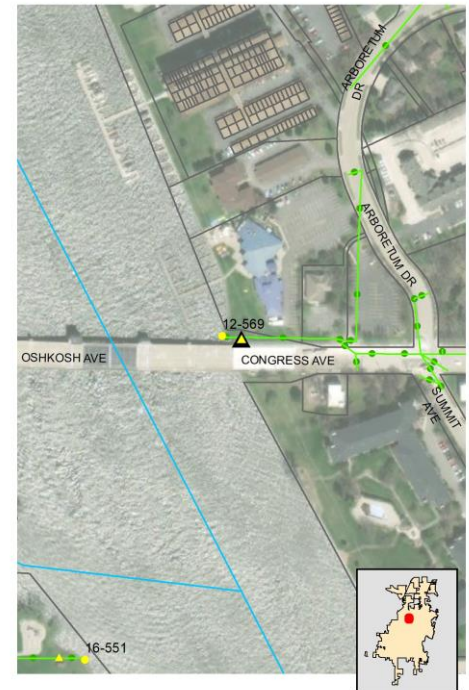 ARBORETUM
DR
ARBORETUM DR
12-569
OSHKOSH AVE
CONGRESS AVE
SUMMIT
AVE
16-551